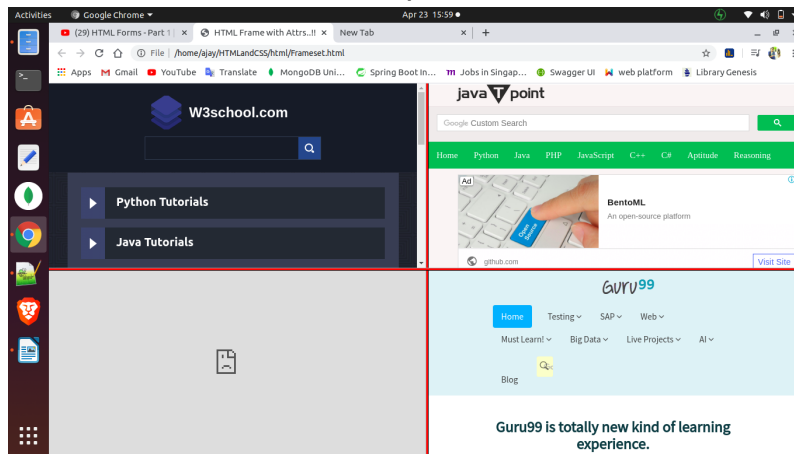 Activities Google Chrome Apr 23 15:59
(29) HTML Forms - Part 1 × HTML Frame with Attrs..!! × New Tab × +
File /home/ajay/HTMLandCSS/html/Frameset.html
Apps Gmail YouTube Translate MongoDB Uni... Spring Boot In... Jobs in Singap... Swagger UI web platform Library Genesis
W3school.com
Python Tutorials
Java Tutorials
java T point
Google Custom Search
Home Python Java PHP JavaScript C++ C# Aptitude Reasoning
Ad
Open Source
BentoML
An open-source platform
github.com
Visit Site
Guru99
Home Testing SAP Web
Must Learn! Big Data Live Projects AI
Blog
Guru99 is totally new kind of learning
experience.